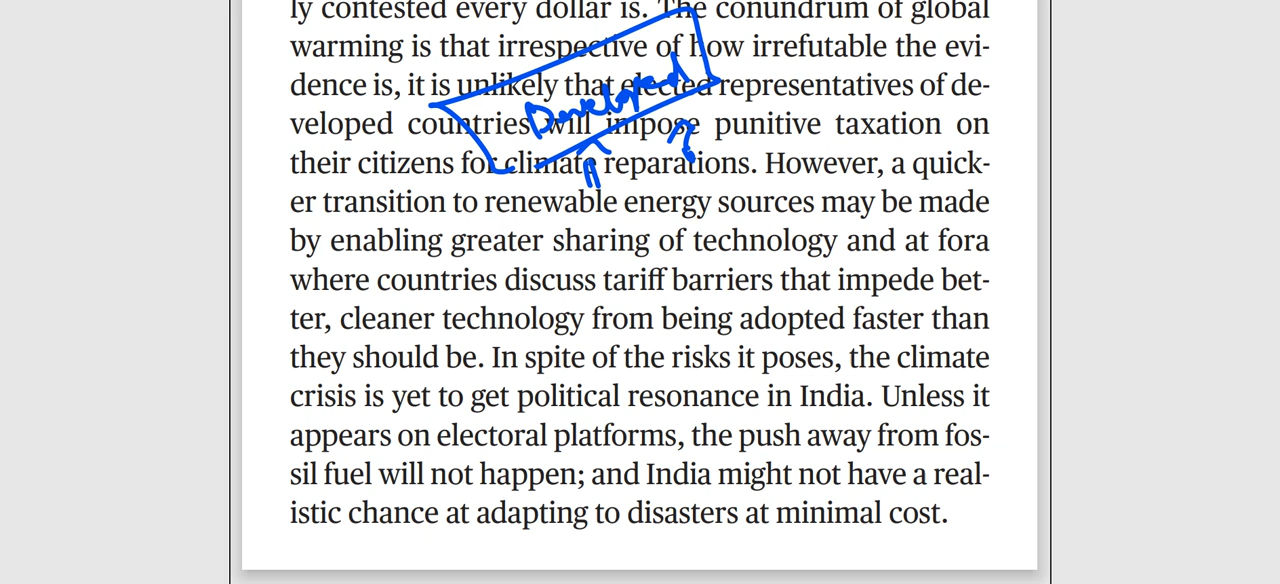 ly contested every dollar is. The conundrum of global
warming is that irrespective of how irrefutable the evi-
dence is, it is unlikely that elected representatives of de-
veloped countries will impose punitive taxation on
their citizens for climate reparations. However, a quick-
er transition to renewable energy sources may be made
by enabling greater sharing of technology and at fora
where countries discuss tariff barriers that impede bet-
ter, cleaner technology from being adopted faster than
they should be. In spite of the risks it poses, the climate
crisis is yet to get political resonance in India. Unless it
appears on electoral platforms, the push away from fos-
sil fuel will not happen; and India might not have a real-
istic chance at adapting to disasters at minimal cost.
Developed
?